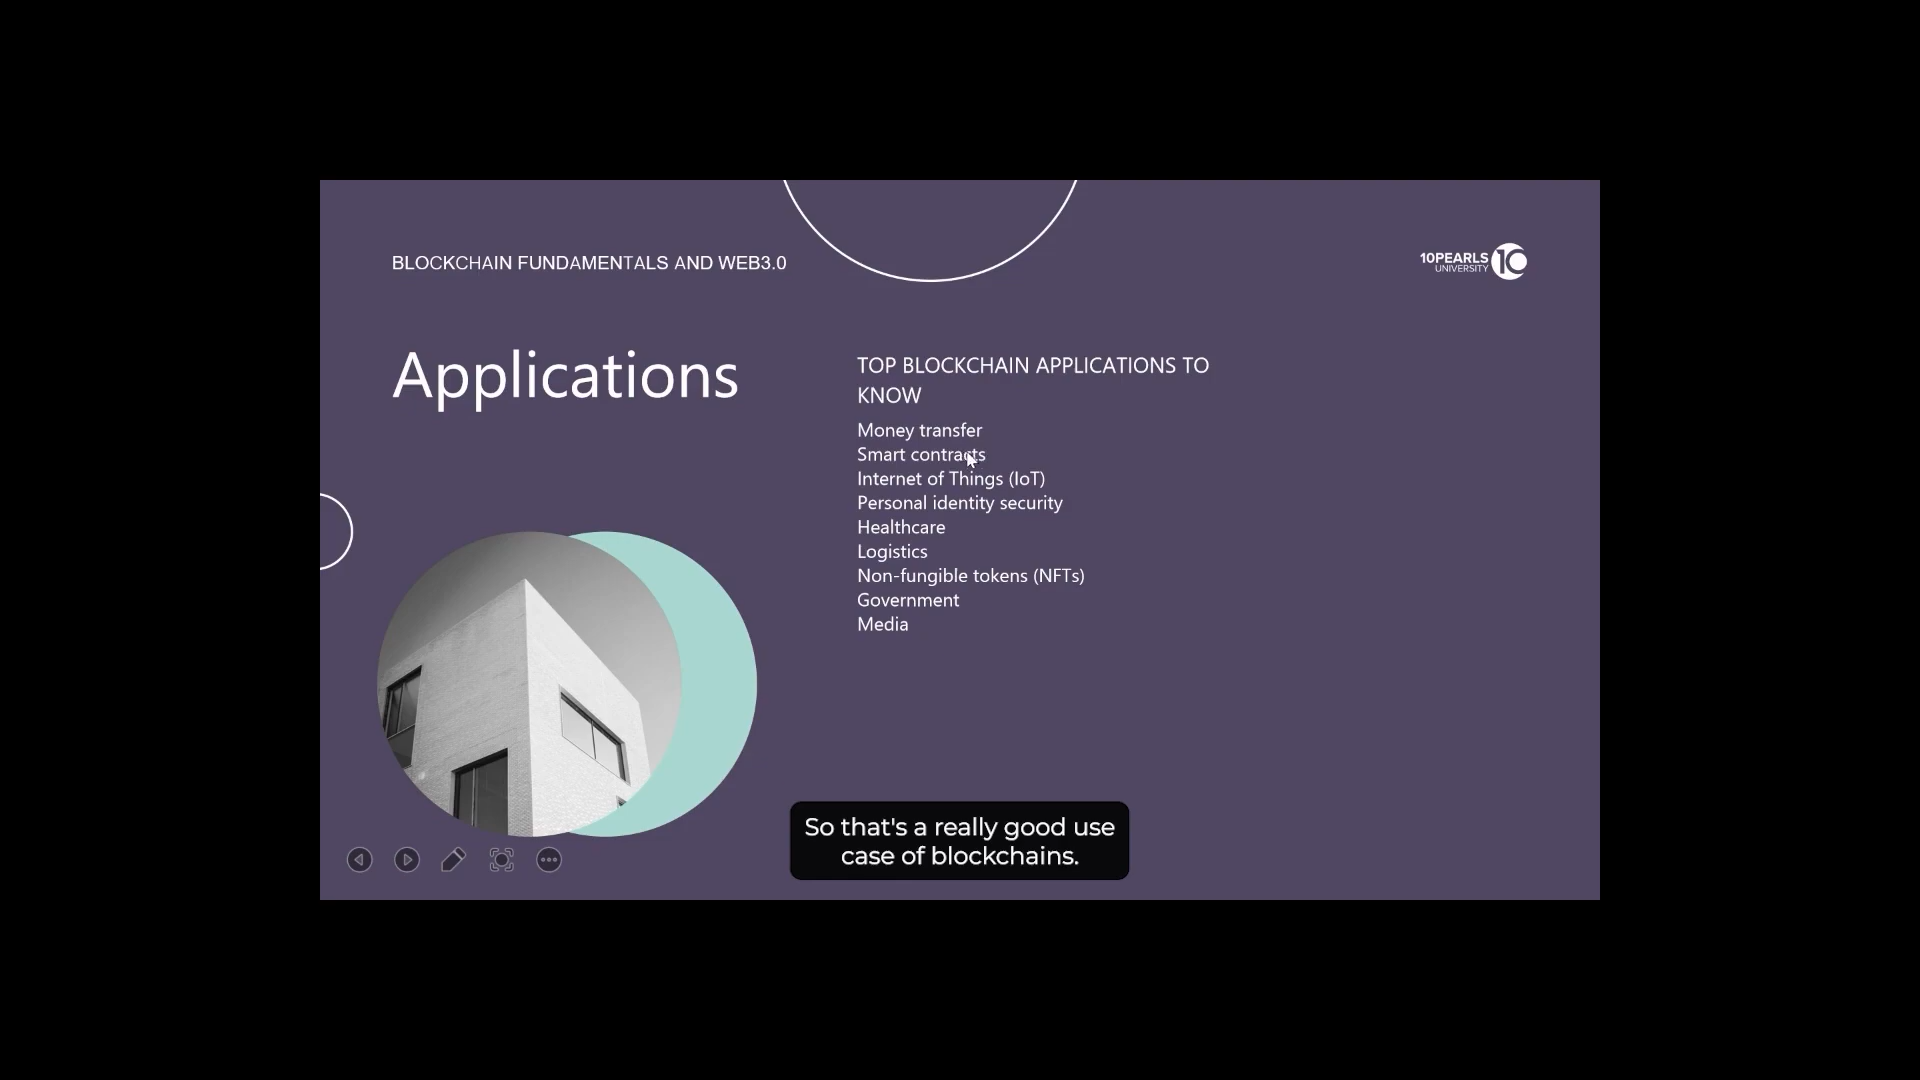 BLOCKCHAIN FUNDAMENTALS AND WEB3.0
10PEARLS
UNIVERSITY
10
Applications
TOP BLOCKCHAIN APPLICATIONS TO
KNOW
Money transfer
Smart contracts
Internet of Things (IoT)
Personal identity security
Healthcare
Logistics
Non-fungible tokens (NFTs)
Government
Media
So that's a really good use
case of blockchains.